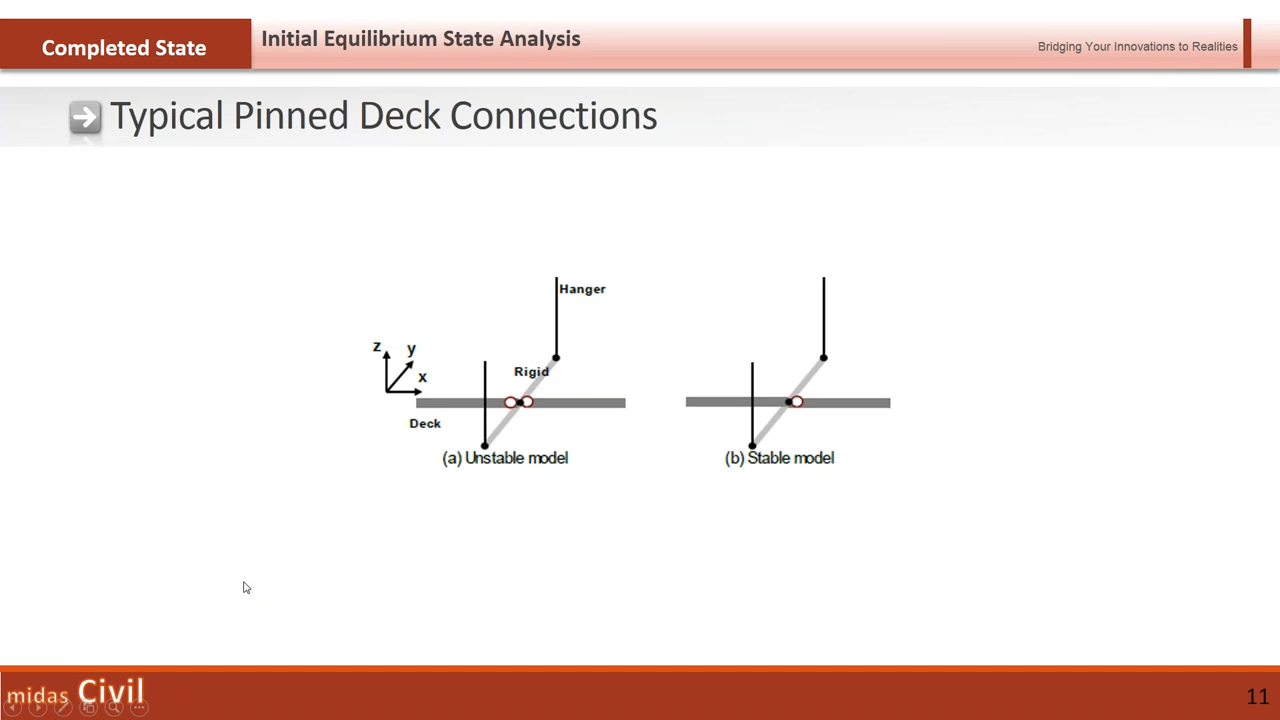 Completed State
Initial Equilibrium State Analysis
Bridging Your Innovations to Realities
Typical Pinned Deck Connections
Hanger
z
y
x
Rigid
Deck
(a) Unstable model
(b) Stable model
midas Civil
11